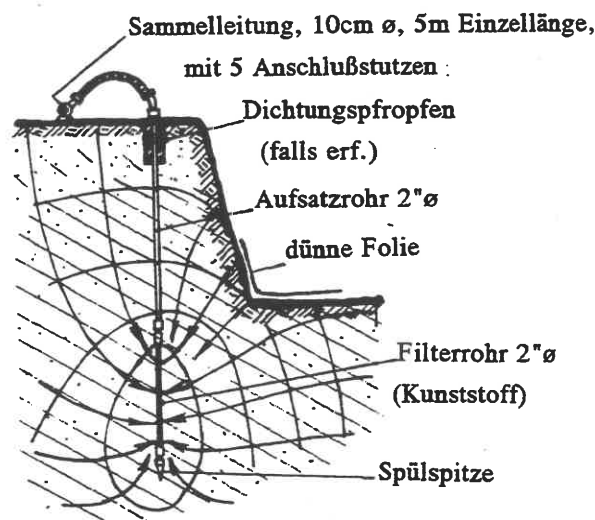 Sammelleitung, 10cm ø, 5m Einzellänge,
mit 5 Anschlußstutzen :
Dichtungspfropfen
(falls erf.)
Aufsatzrohr 2"ø
dünne Folie
Filterrohr 2"ø
(Kunststoff)
Spülspitze